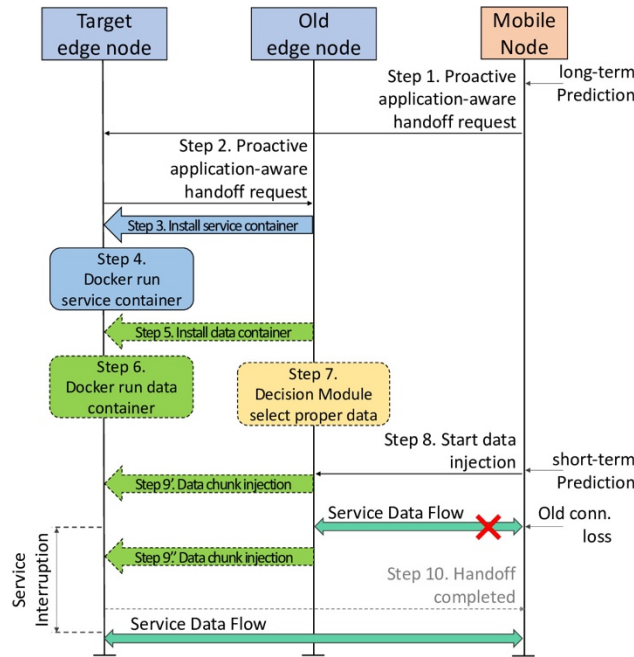 Target
edge node
Old
edge node
Mobile
Node
Step 1. Proactive
application-aware
handoff request
long-term
Prediction
Step 2. Proactive
application-aware
handoff request
Step 3. Install service container
Step 4.
Docker run
service container
Step 5. Install data container
Step 6.
Docker run data
container
Step 7.
Decision Module
select proper data
Step 8. Start data
injection
short-term
Prediction
Step 9'. Data chunk injection
Service Data Flow
Old conn.
loss
Step 9''. Data chunk injection
Service
Interruption
Step 10. Handoff
completed
Service Data Flow